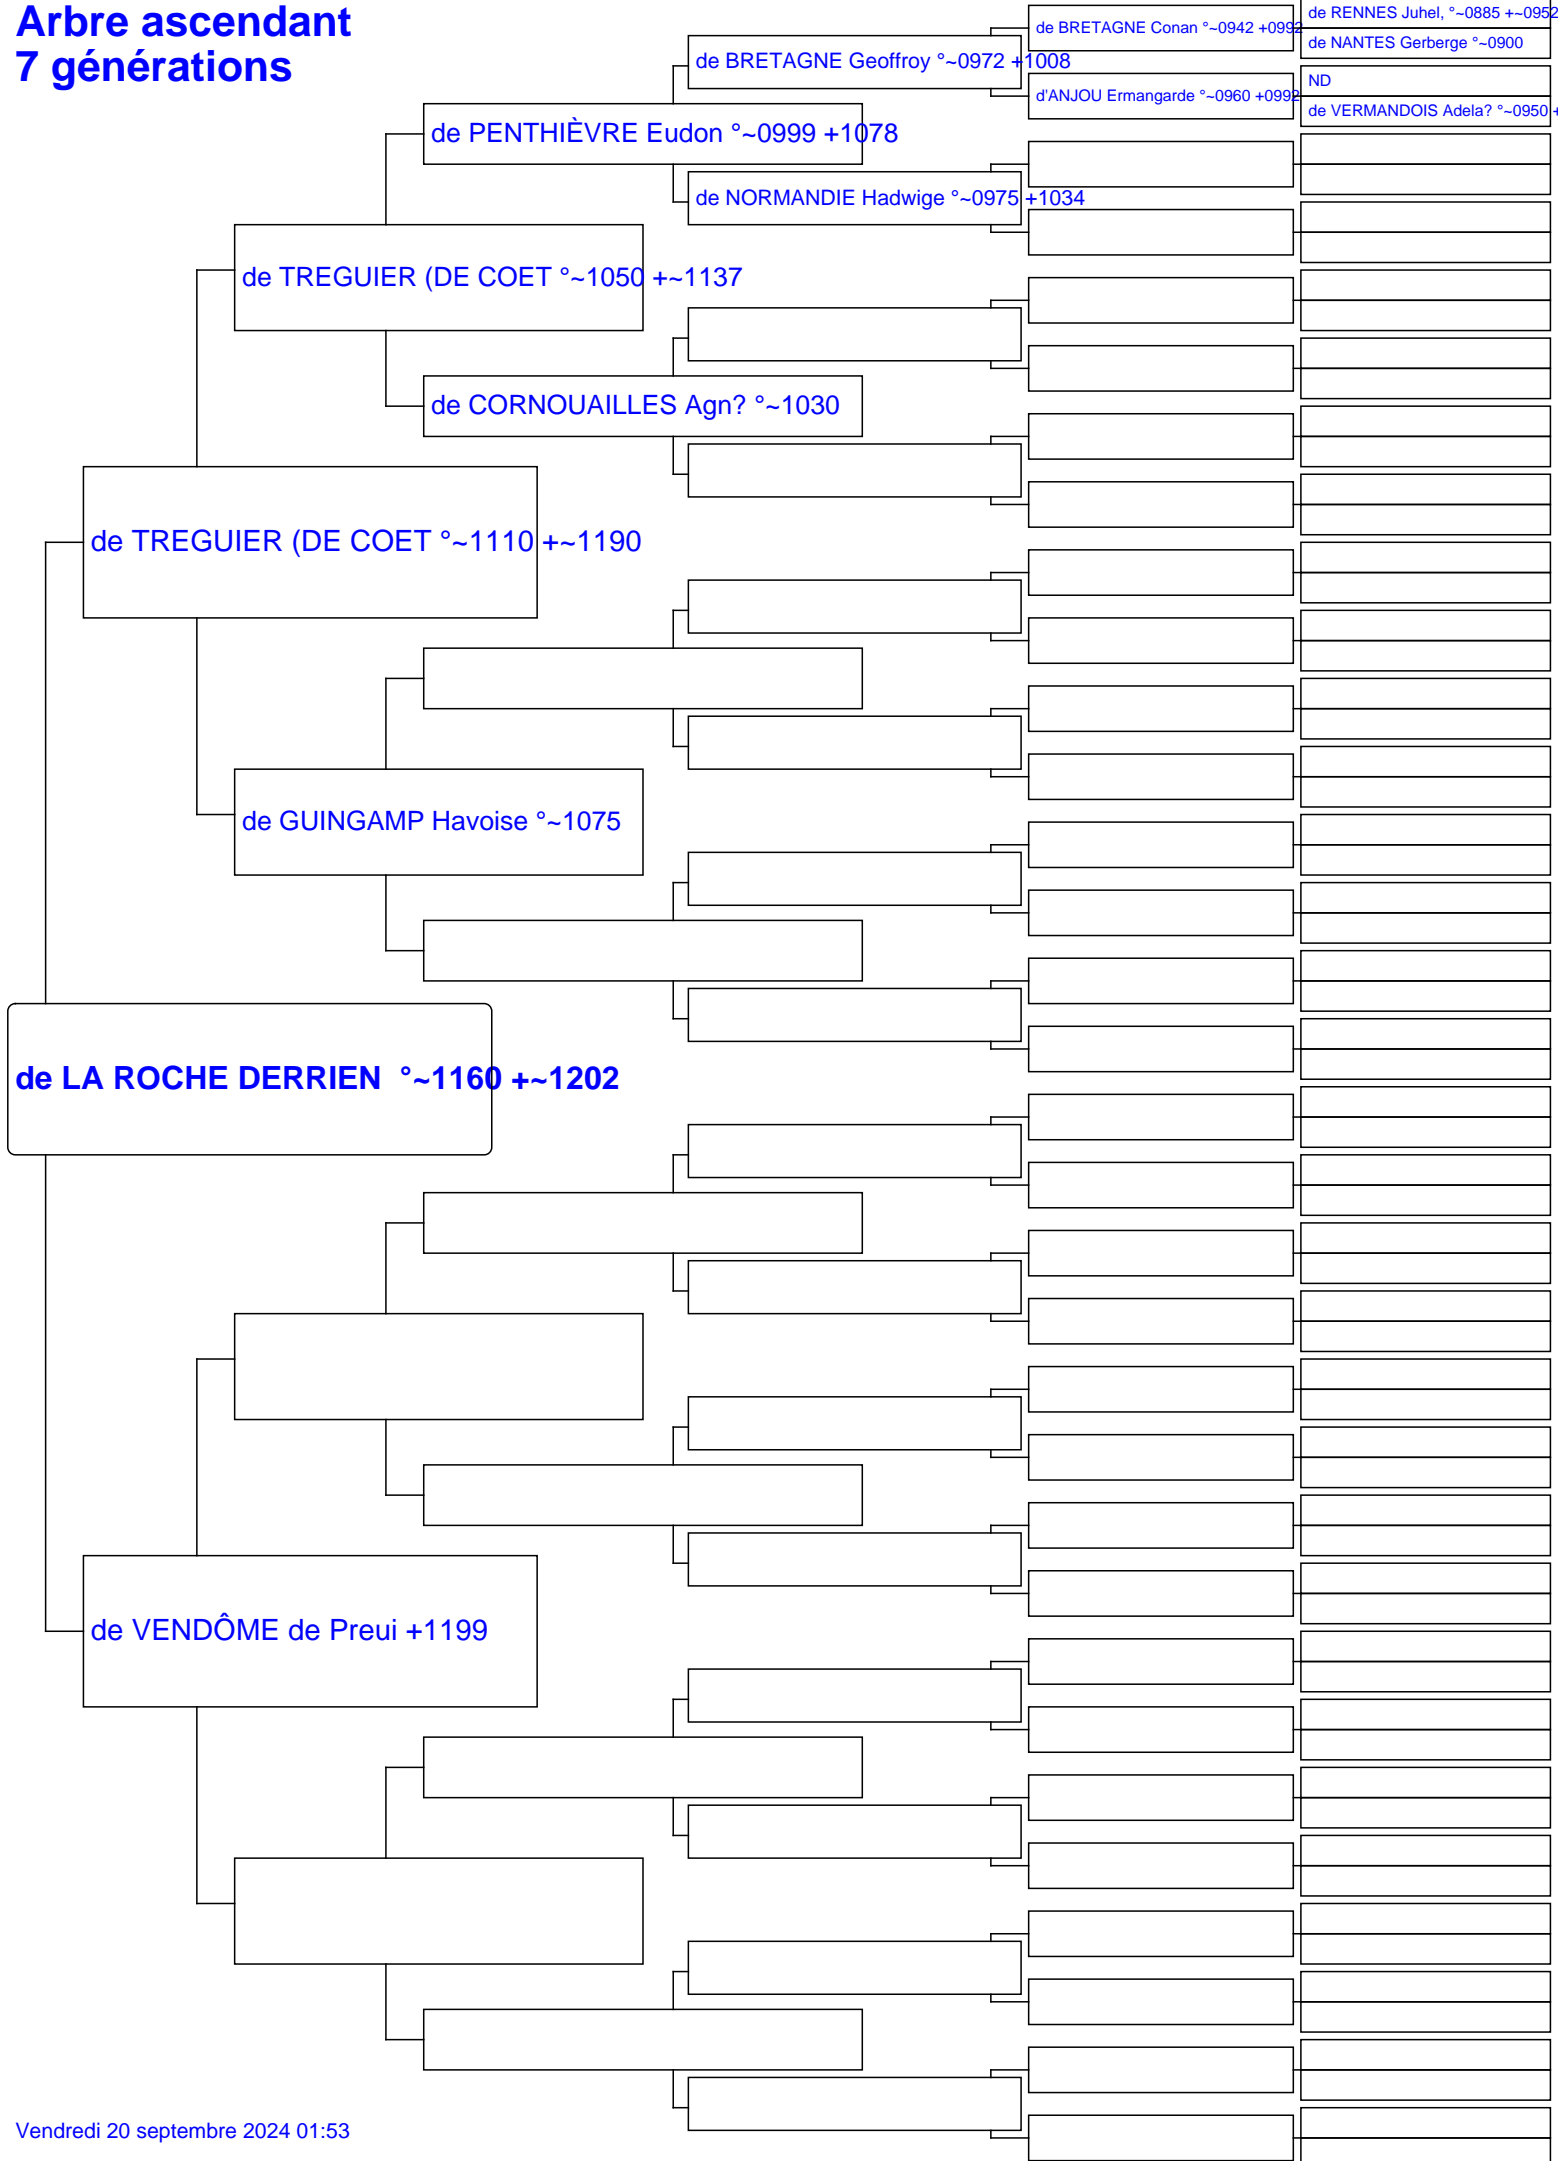 Arbre ascendant
7 générations
de RENNES Juhel, °~0885 +~0952
de BRETAGNE Conan °~0942 +0992
de NANTES Gerberge °~0900
de BRETAGNE Geoffroy °~0972 +1008
ND
d'ANJOU Ermangarde °~0960 +0992
de VERMANDOIS Adela? °~0950 +
de PENTHIÈVRE Eudon °~0999 +1078
de NORMANDIE Hadwige °~0975 +1034
de TREGUIER (DE COET °~1050 +~1137
de CORNOUAILLES Agn? °~1030
de TREGUIER (DE COET °~1110 +~1190
de GUINGAMP Havoise °~1075
de LA ROCHE DERRIEN °~1160 +~1202
de VENDÔME de Preui +1199
Vendredi 20 septembre 2024 01:53